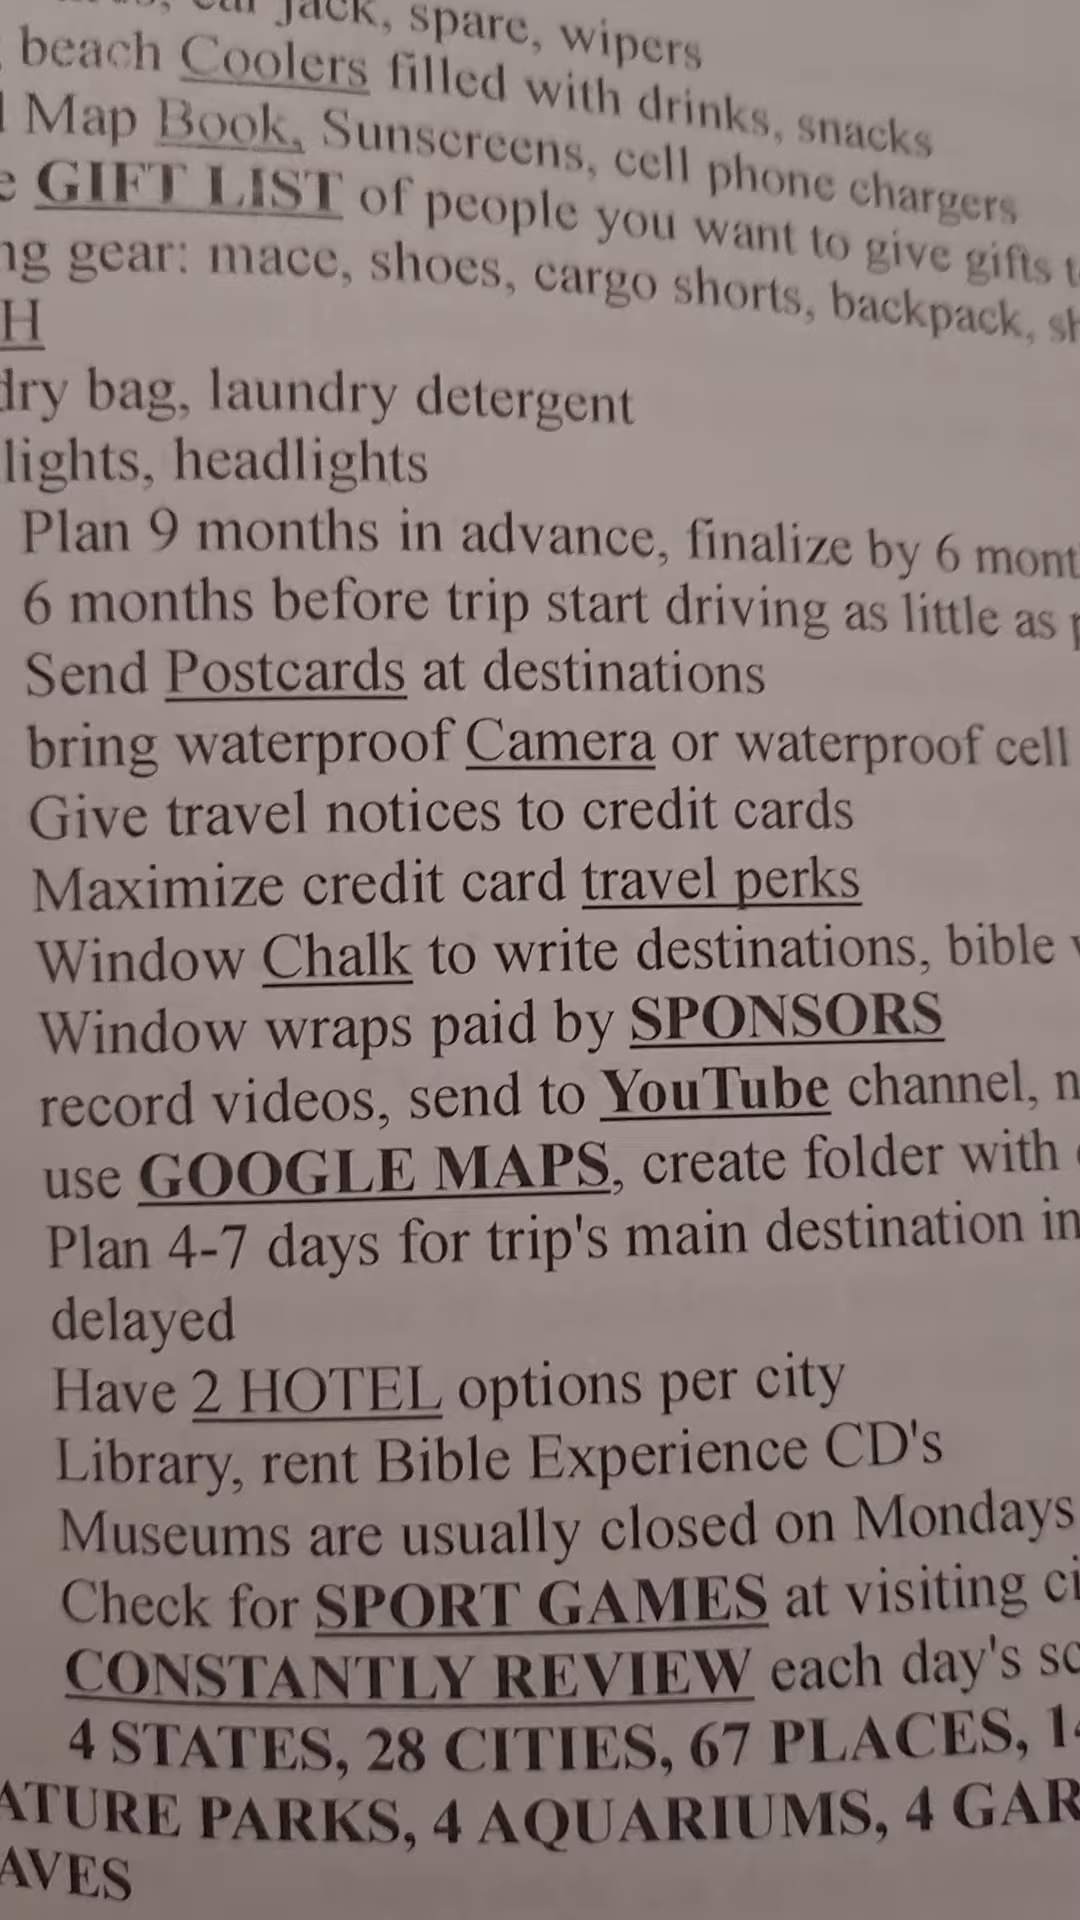 jack, spare, wipers
beach Coolers filled with drinks, snacks
Map Book, Sunscreens, cell phone chargers
GIFT LIST of people you want to give gifts
gear: mace, shoes, cargo shorts, backpack,
H
dry bag, laundry detergent
lights, headlights
Plan 9 months in advance, finalize by 6 mont
6 months before trip start driving as little as
Send Postcards at destinations
bring waterproof Camera or waterproof cell
Give travel notices to credit cards
Maximize credit card travel perks
Window Chalk to write destinations, bible
Window wraps paid by SPONSORS
record videos, send to YouTube channel,
use GOOGLE MAPS, create folder with
Plan 4-7 days for trip's main destination in
delayed
Have 2 HOTEL options per city
Library, rent Bible Experience CD's
Museums are usually closed on Mondays
Check for SPORT GAMES at visiting ci
CONSTANTLY REVIEW each day's sc
4 STATES, 28 CITIES, 67 PLACES,
ATURE PARKS, 4 AQUARIUMS, 4 GAR
AVES